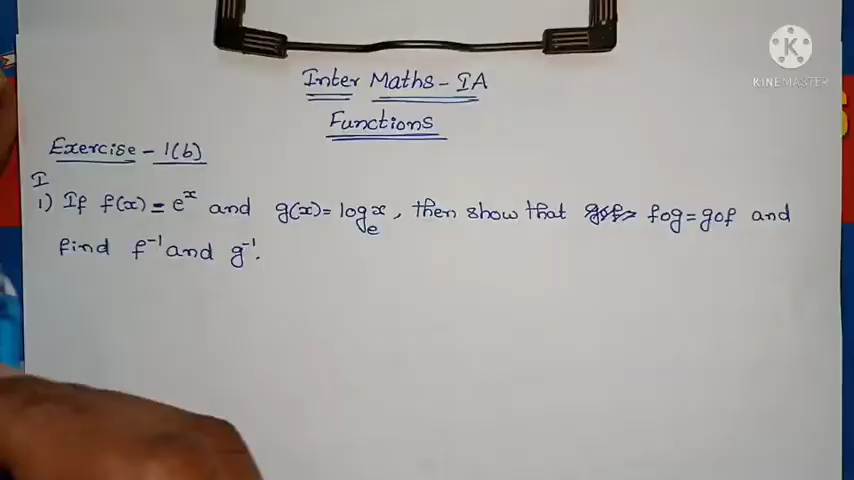 K
KINEMASTER
Inter Maths - IA
Functions
Exercise - 1(b)
I
1) If f(x) = e^x and g(x) = log_e x, then show that fog = gof and
find f⁻¹ and g⁻¹.